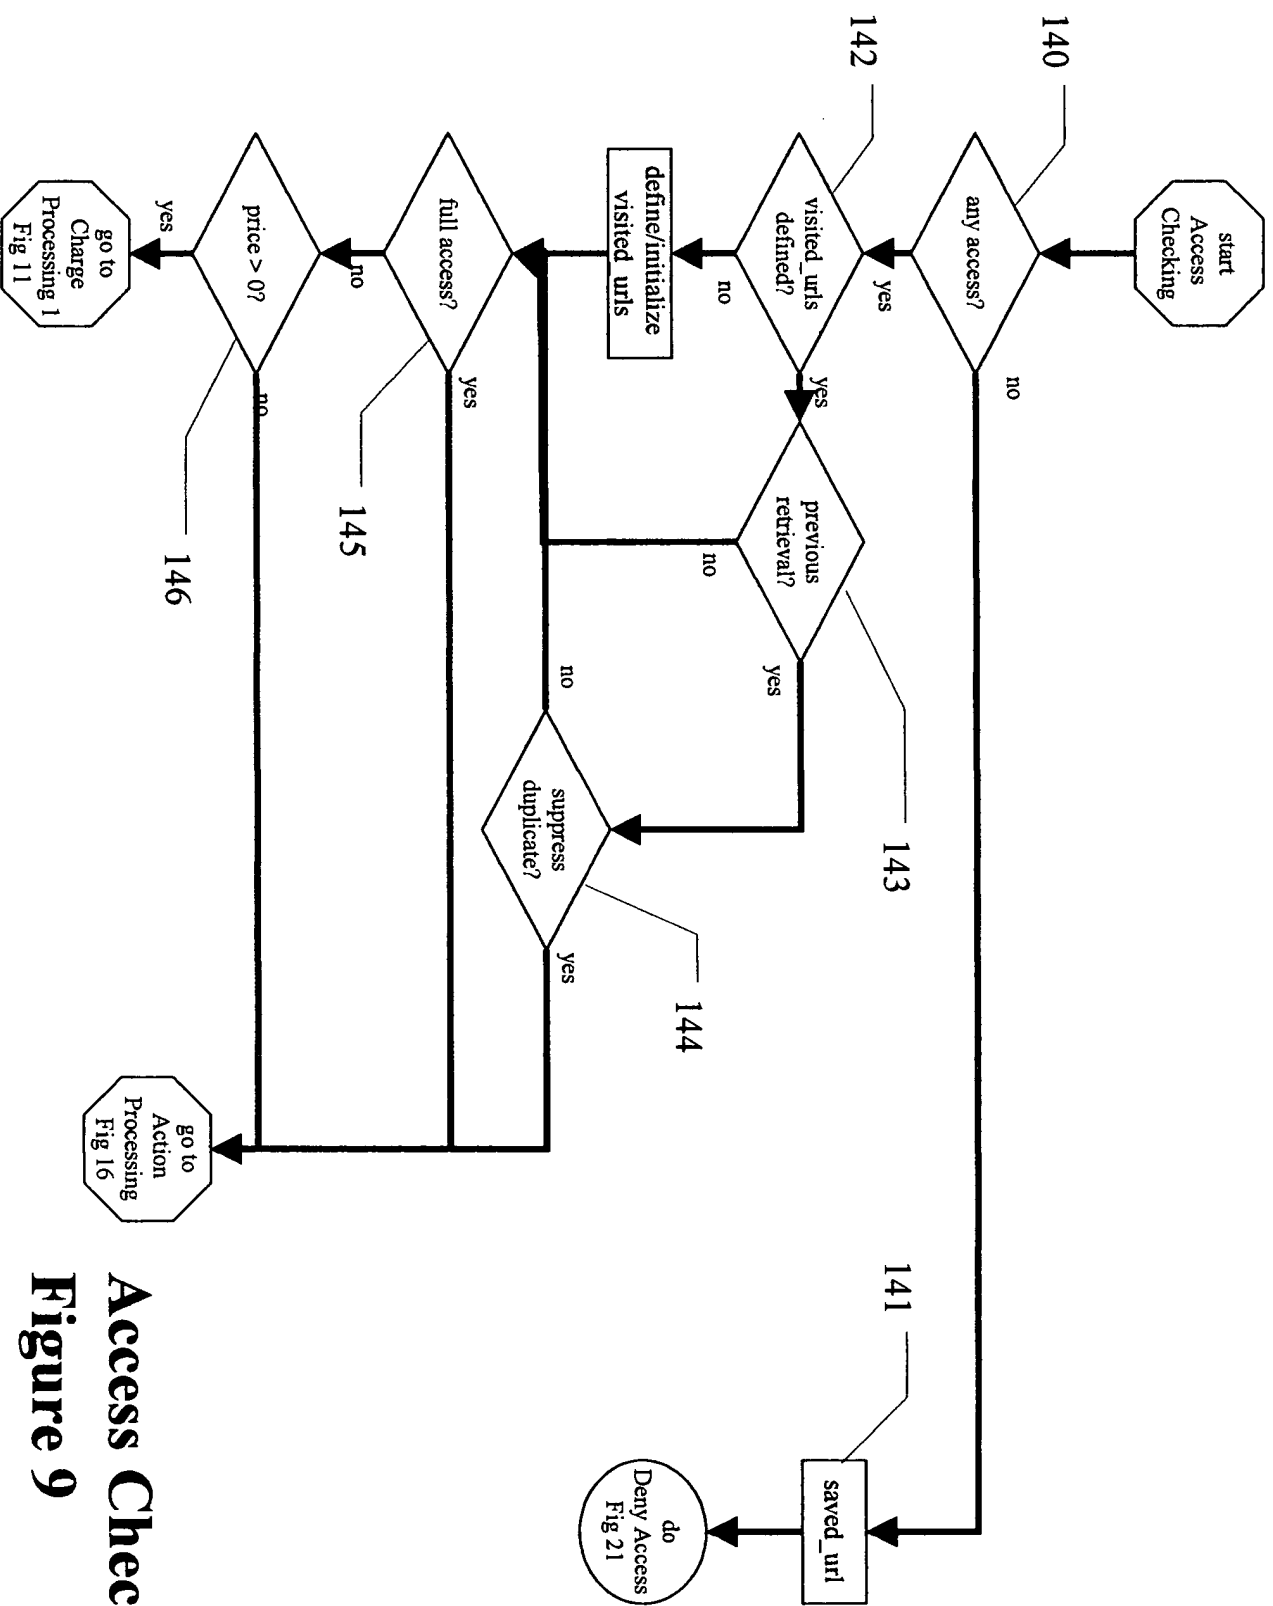 start
Access
Checking
140
any access?
no
yes
142
visited_urls
defined?
yes
no
previous
retrieval?
143
yes
no
define/initialize
visited_urls
suppress
duplicate?
144
no
yes
full access?
145
yes
no
price > 0?
146
no
yes
go to
Charge
Processing 1
Fig 11
go to
Action
Processing
Fig 16
141
saved_url
do
Deny Access
Fig 21
Access Chec
Figure 9